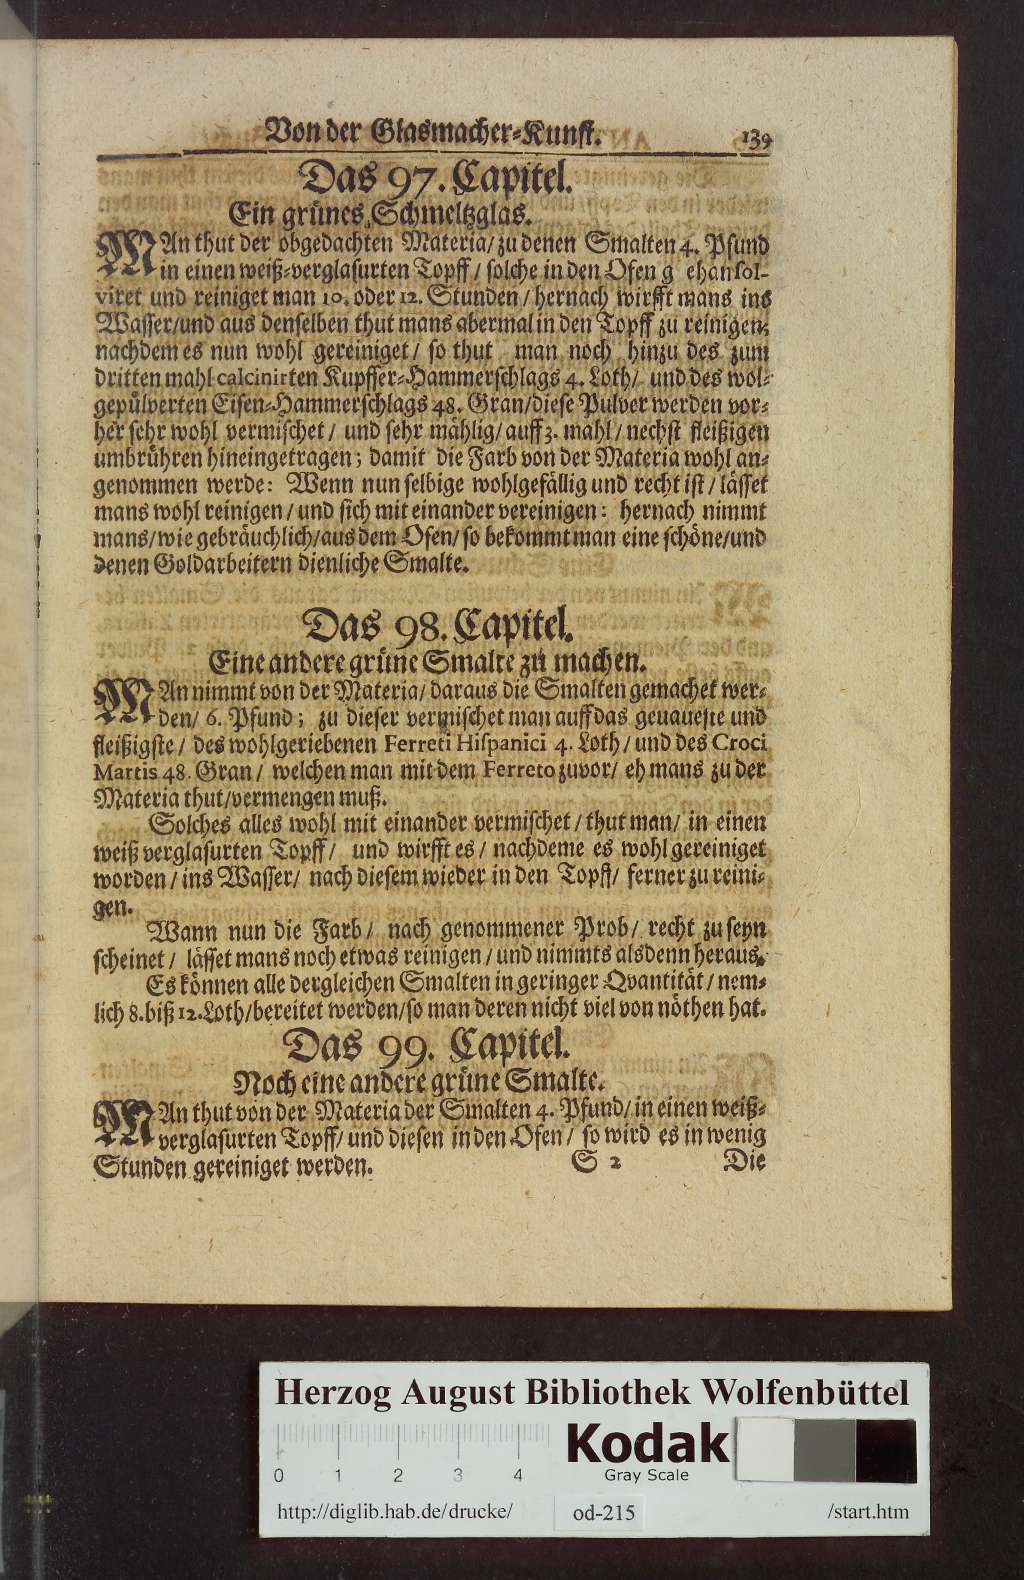 Von der Glasmacher-Kunst. 139
Das 97. Capitel.
Ein grünes Schmeltzglas.
MAn thut der obgedachten Materia/ zu denen Smalten 4. Pfund
in einen weiß-verglasurten Topff/ solche in den Ofen g ehan sol-
viret und reiniget man 10. oder 12. Stunden/ hernach wirfft mans ins
Wasser/und aus denselben thut mans abermal in den Topff zu reinigen;
nachdem es nun wohl gereiniget/ so thut man noch hinzu des zum
dritten mahl calcinirten Kupffer-Hammerschlags 4. Loth/ und des wol-
gepülverten Eisen-Hammerschlags 48. Gran/diese Pulver werden vor-
her sehr wohl vermischet/ und sehr mählig/ auff 3. mahl/ nechst fleißigen
umbrühren hineingetragen; damit die Farb von der Materia wohl an-
genommen werde: Wenn nun selbige wohlgefällig und recht ist/ lässet
mans wohl reinigen/ und sich mit einander vereinigen: hernach nimmt
mans/wie gebräuchlich/aus dem Ofen/ so bekommt man eine schöne/und
denen Goldarbeitern dienliche Smalte.
Das 98. Capitel.
Eine andere grüne Smalte zu machen.
MAn nimmt von der Materia/ daraus die Smalten gemachet wer-
den/ 6. Pfund; zu dieser vermischet man auff das geuaueste und
fleißigste/ des wohlgeriebenen Ferreti Hispanici 4. Loth/ und des Croci
Martis 48. Gran/ welchen man mit dem Ferreto zuvor/ eh mans zu der
Materia thut/vermengen muß.
Solches alles wohl mit einander vermischet/ thut man/ in einen
weiß verglasurten Topff/ und wirfft es/ nachdeme es wohl gereiniget
worden/ ins Wasser/ nach diesem wieder in den Topff/ ferner zu reini-
gen.
Wann nun die Farb/ nach genommener Prob/ recht zu seyn
scheinet/ lässet mans noch etwas reinigen/ und nimmts alsdenn heraus.
Es können alle dergleichen Smalten in geringer Qvantität/ nem-
lich 8. biß 12. Loth/bereitet werden/so man deren nicht viel von nöthen hat.
Das 99. Capitel.
Noch eine andere grüne Smalte.
MAn thut von der Materia der Smalten 4. Pfund/ in einen weiß-
verglasurten Topff/ und diesen in den Ofen/ so wird es in wenig
Stunden gereiniget werden. S 2 Die
Herzog August Bibliothek Wolfenbüttel
Kodak
Gray Scale
0 1 2 3 4
http://diglib.hab.de/drucke/ od-215 /start.htm